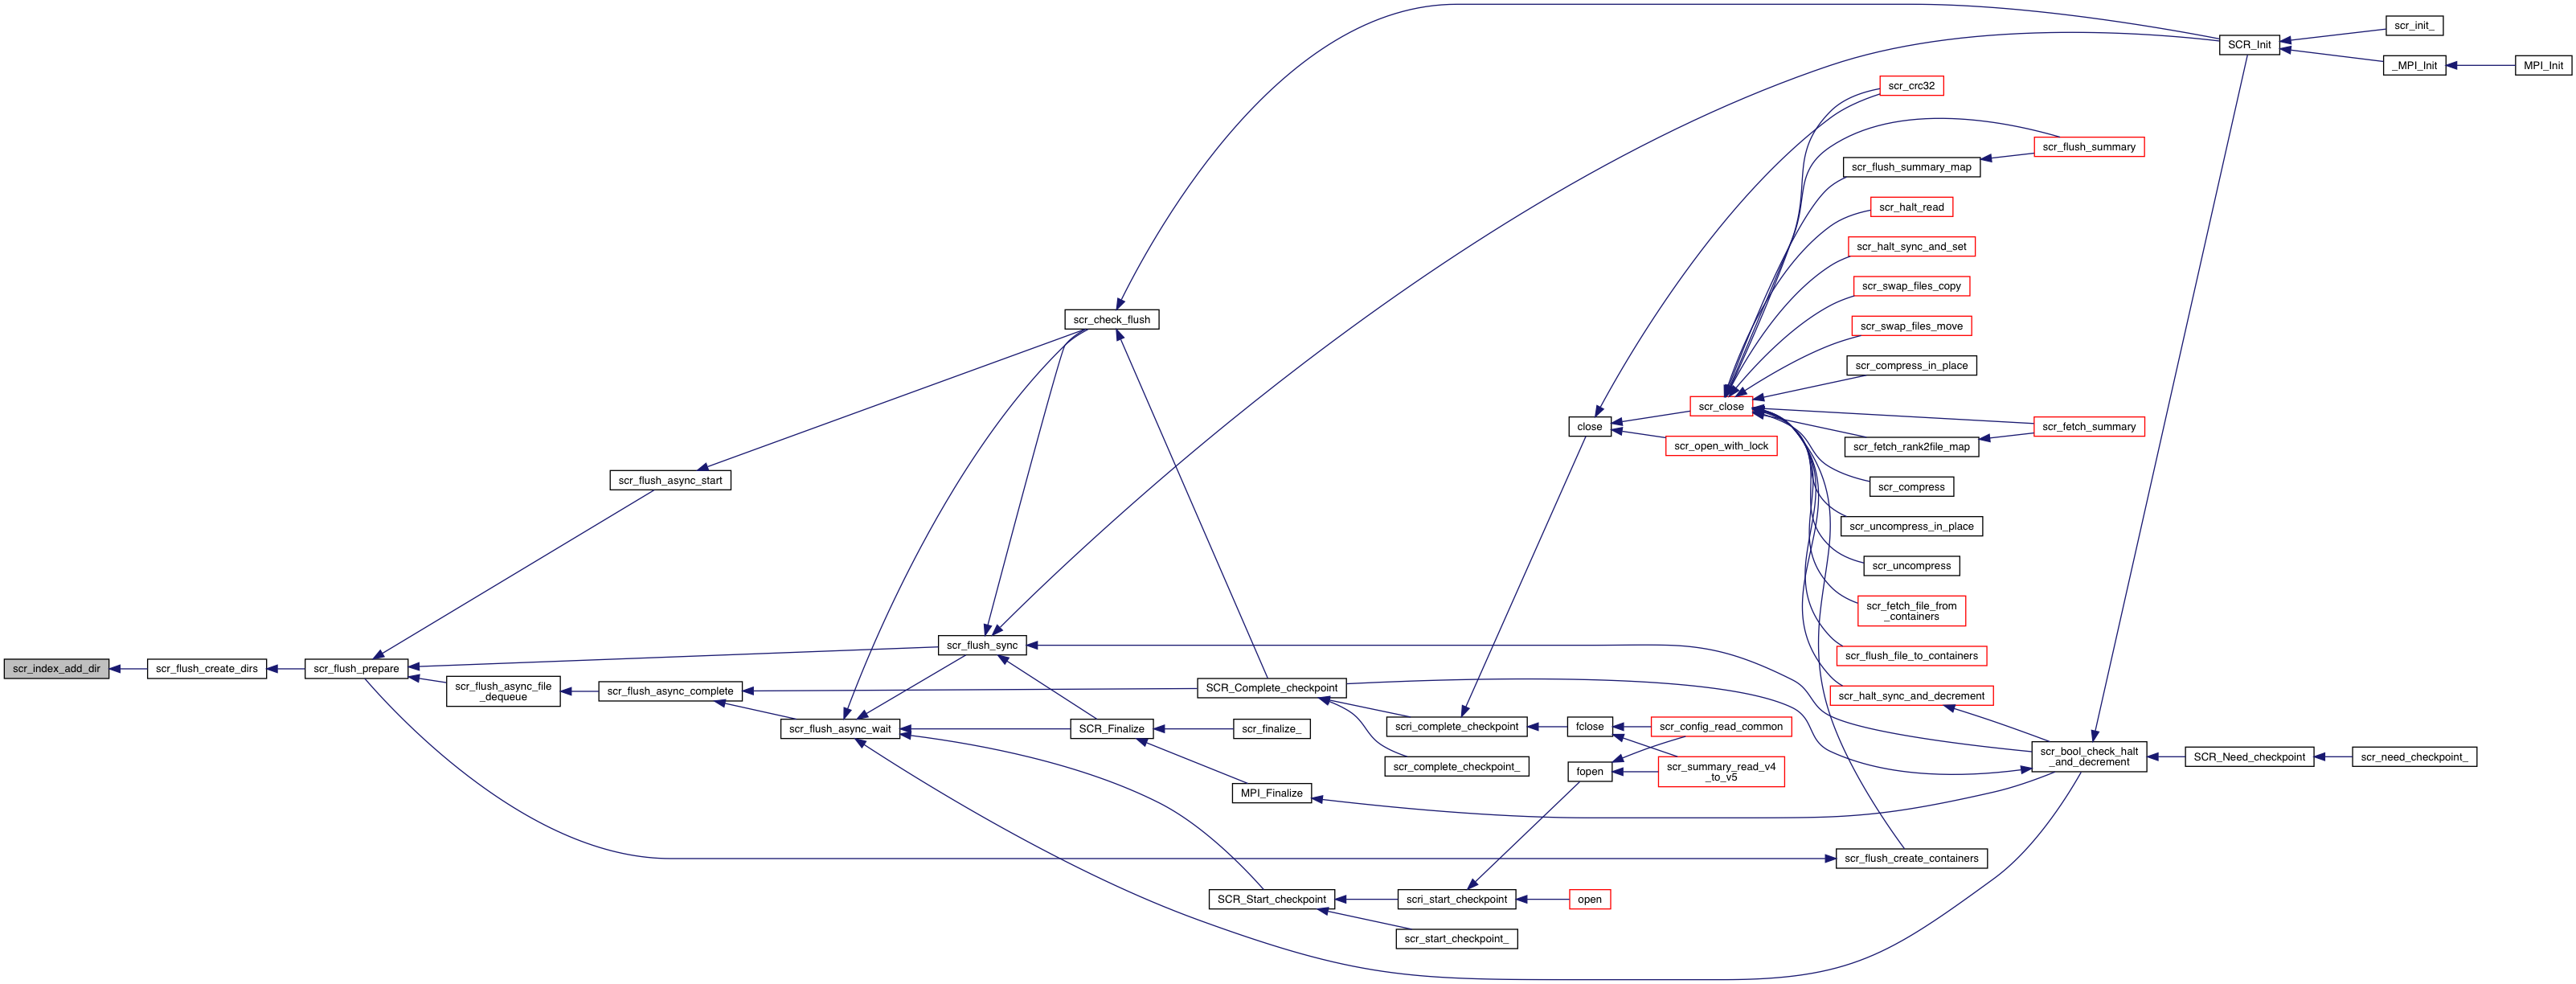 scr_init_
SCR_Init
_MPI_Init
MPI_Init
scr_crc32
scr_flush_summary
scr_flush_summary_map
scr_halt_read
scr_halt_sync_and_set
scr_swap_files_copy
scr_check_flush
scr_swap_files_move
scr_compress_in_place
scr_close
close
scr_fetch_summary
scr_open_with_lock
scr_fetch_rank2file_map
scr_flush_async_start
scr_compress
scr_uncompress_in_place
scr_uncompress
scr_fetch_file_from
_containers
scr_flush_sync
scr_flush_file_to_containers
scr_index_add_dir
scr_flush_create_dirs
scr_flush_prepare
scr_flush_async_file
_dequeue
scr_flush_async_complete
SCR_Complete_checkpoint
scr_halt_sync_and_decrement
scr_flush_async_wait
SCR_Finalize
scr_finalize_
scri_complete_checkpoint
fclose
scr_config_read_common
scr_bool_check_halt
_and_decrement
SCR_Need_checkpoint
scr_need_checkpoint_
scr_complete_checkpoint_
fopen
scr_summary_read_v4
_to_v5
MPI_Finalize
scr_flush_create_containers
SCR_Start_checkpoint
scri_start_checkpoint
open
scr_start_checkpoint_